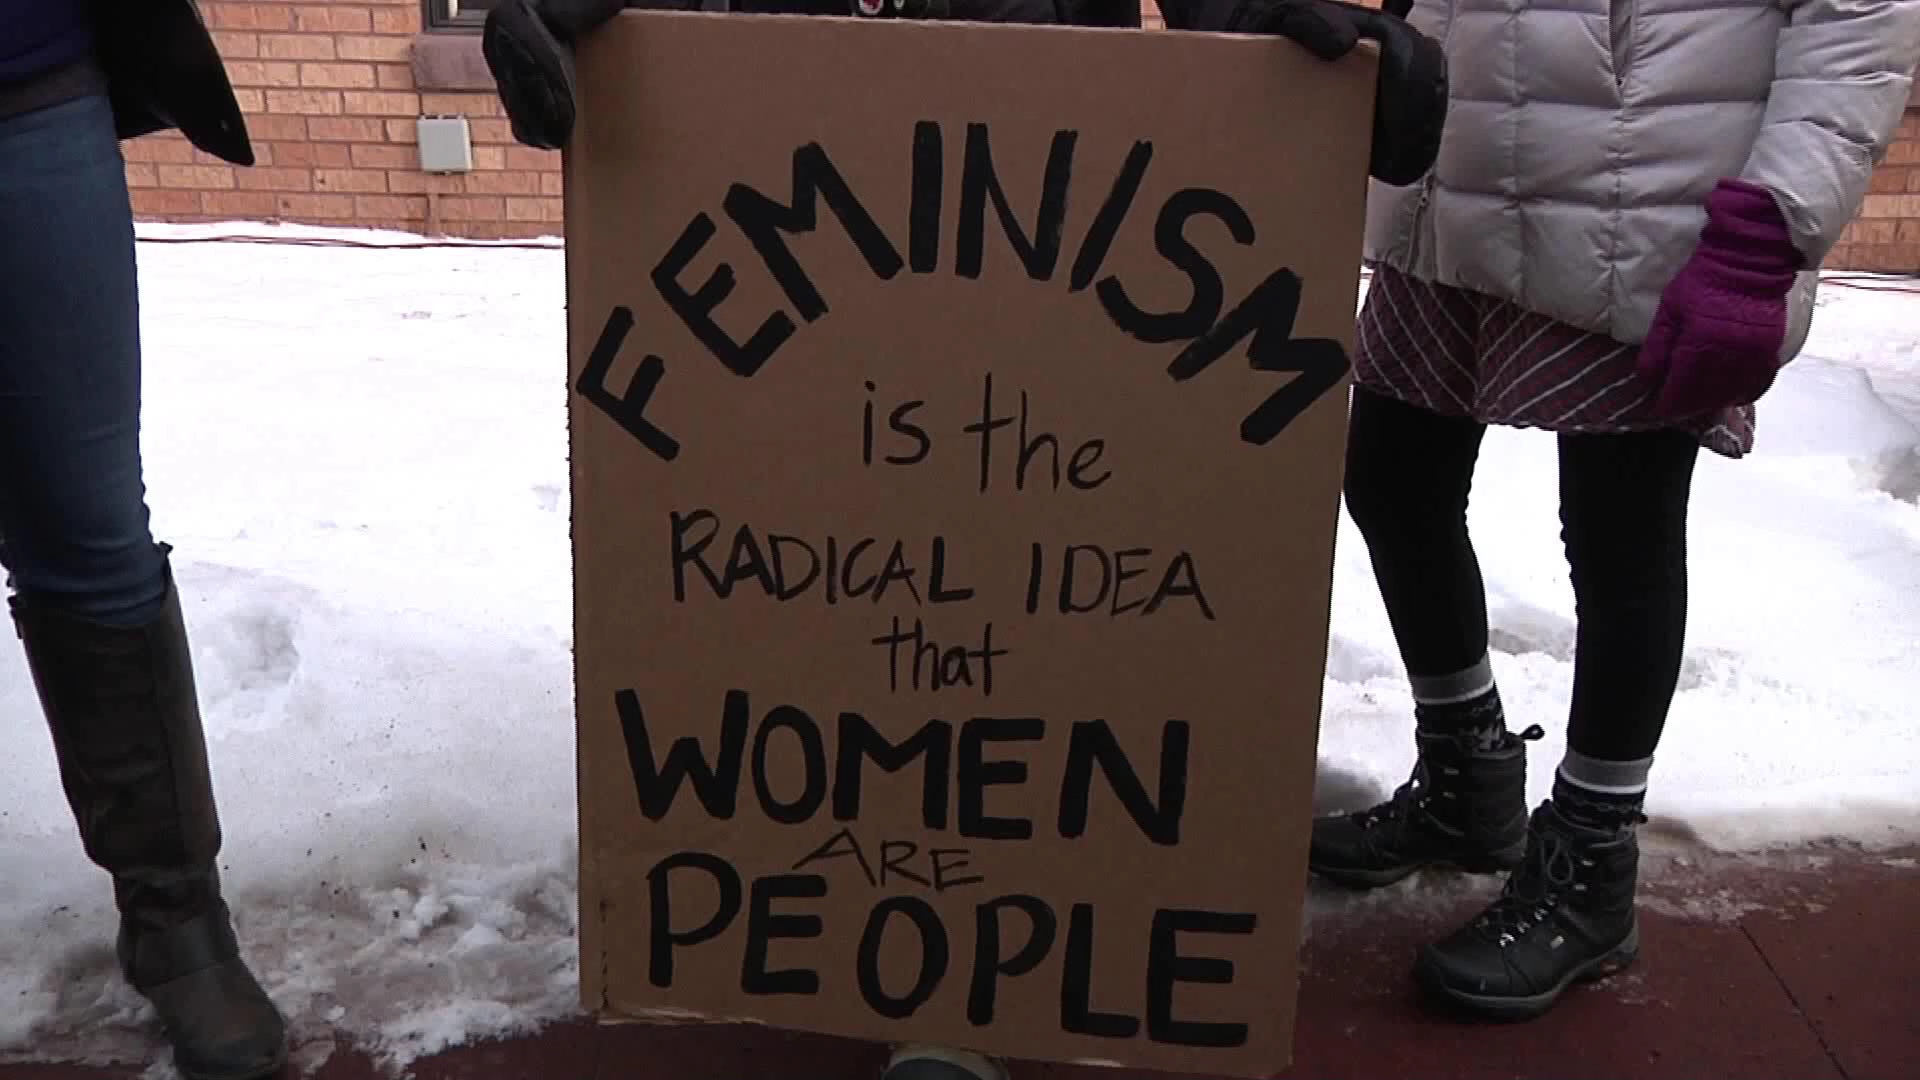 FEMINISM
is the
RADICAL IDEA
that
WOMEN
ARE
PEOPLE